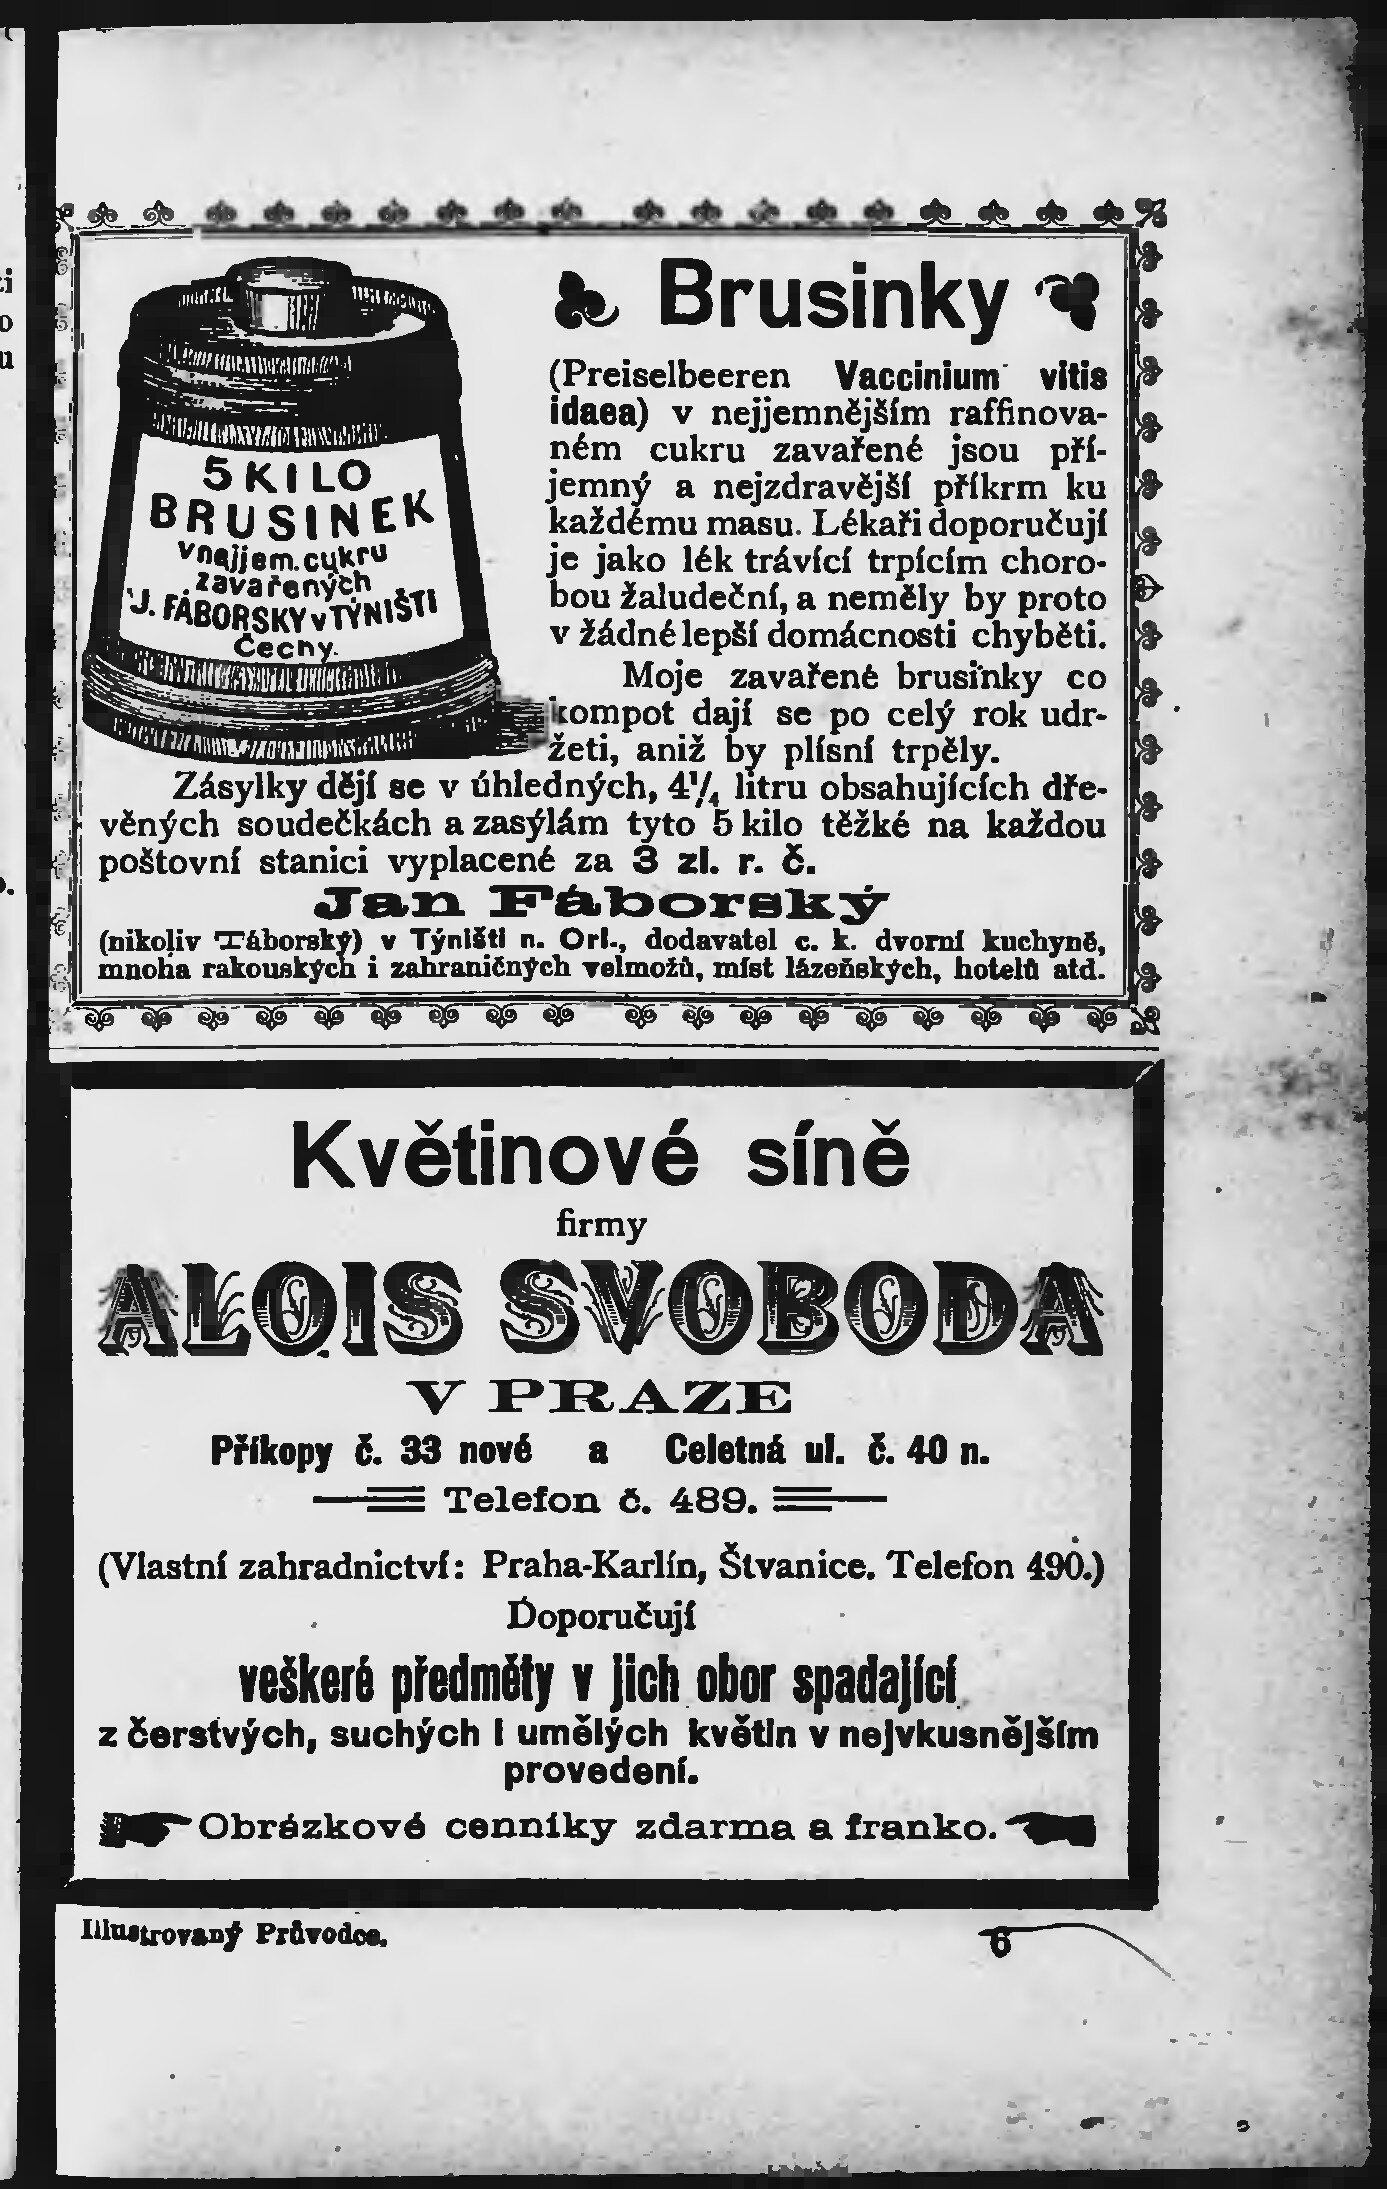 Brusinky
5 KILO
BRUSINEK
v nejjem. cukru
zavařených
J. FÁBORSKY v TÝNIŠTI
Čechy.
(Preiselbeeren Vaccinium vitis
idaea) v nejjemnějším raffinova-
ném cukru zavařené jsou pří-
jemný a nejzdravější příkrm ku
každému masu. Lékaři doporučují
je jako lék trávící trpícím choro-
bou žaludeční, a neměly by proto
v žádné lepší domácnosti chyběti.
Moje zavařené brusinky co
kompot dají se po celý rok udr-
žeti, aniž by plísní trpěly.
Zásylky dějí se v úhledných, 4¼ litru obsahujících dře-
věných soudečkách a zasýlám tyto 5 kilo těžké na každou
poštovní stanici vyplacené za 3 zl. r. č.
Jan Fáborský
(nikoliv Táborský) v Týništi n. Orl., dodavatel c. k. dvorní kuchyně,
mnoha rakouských i zahraničných velmožů, míst lázeňských, hotelů atd.
Květinové síně
firmy
ALOIS SVOBODA
V PRAZE
Příkopy č. 33 nové a Celetná ul. č. 40 n.
Telefon č. 489.
(Vlastní zahradnictví: Praha-Karlín, Štvanice. Telefon 490.)
Doporučují
veškeré předměty v jich obor spadající
z čerstvých, suchých i umělých květin v nejvkusnějším
provedení.
Obrázkové cenníky zdarma a franko.
Illustrovaný Průvodce.
6